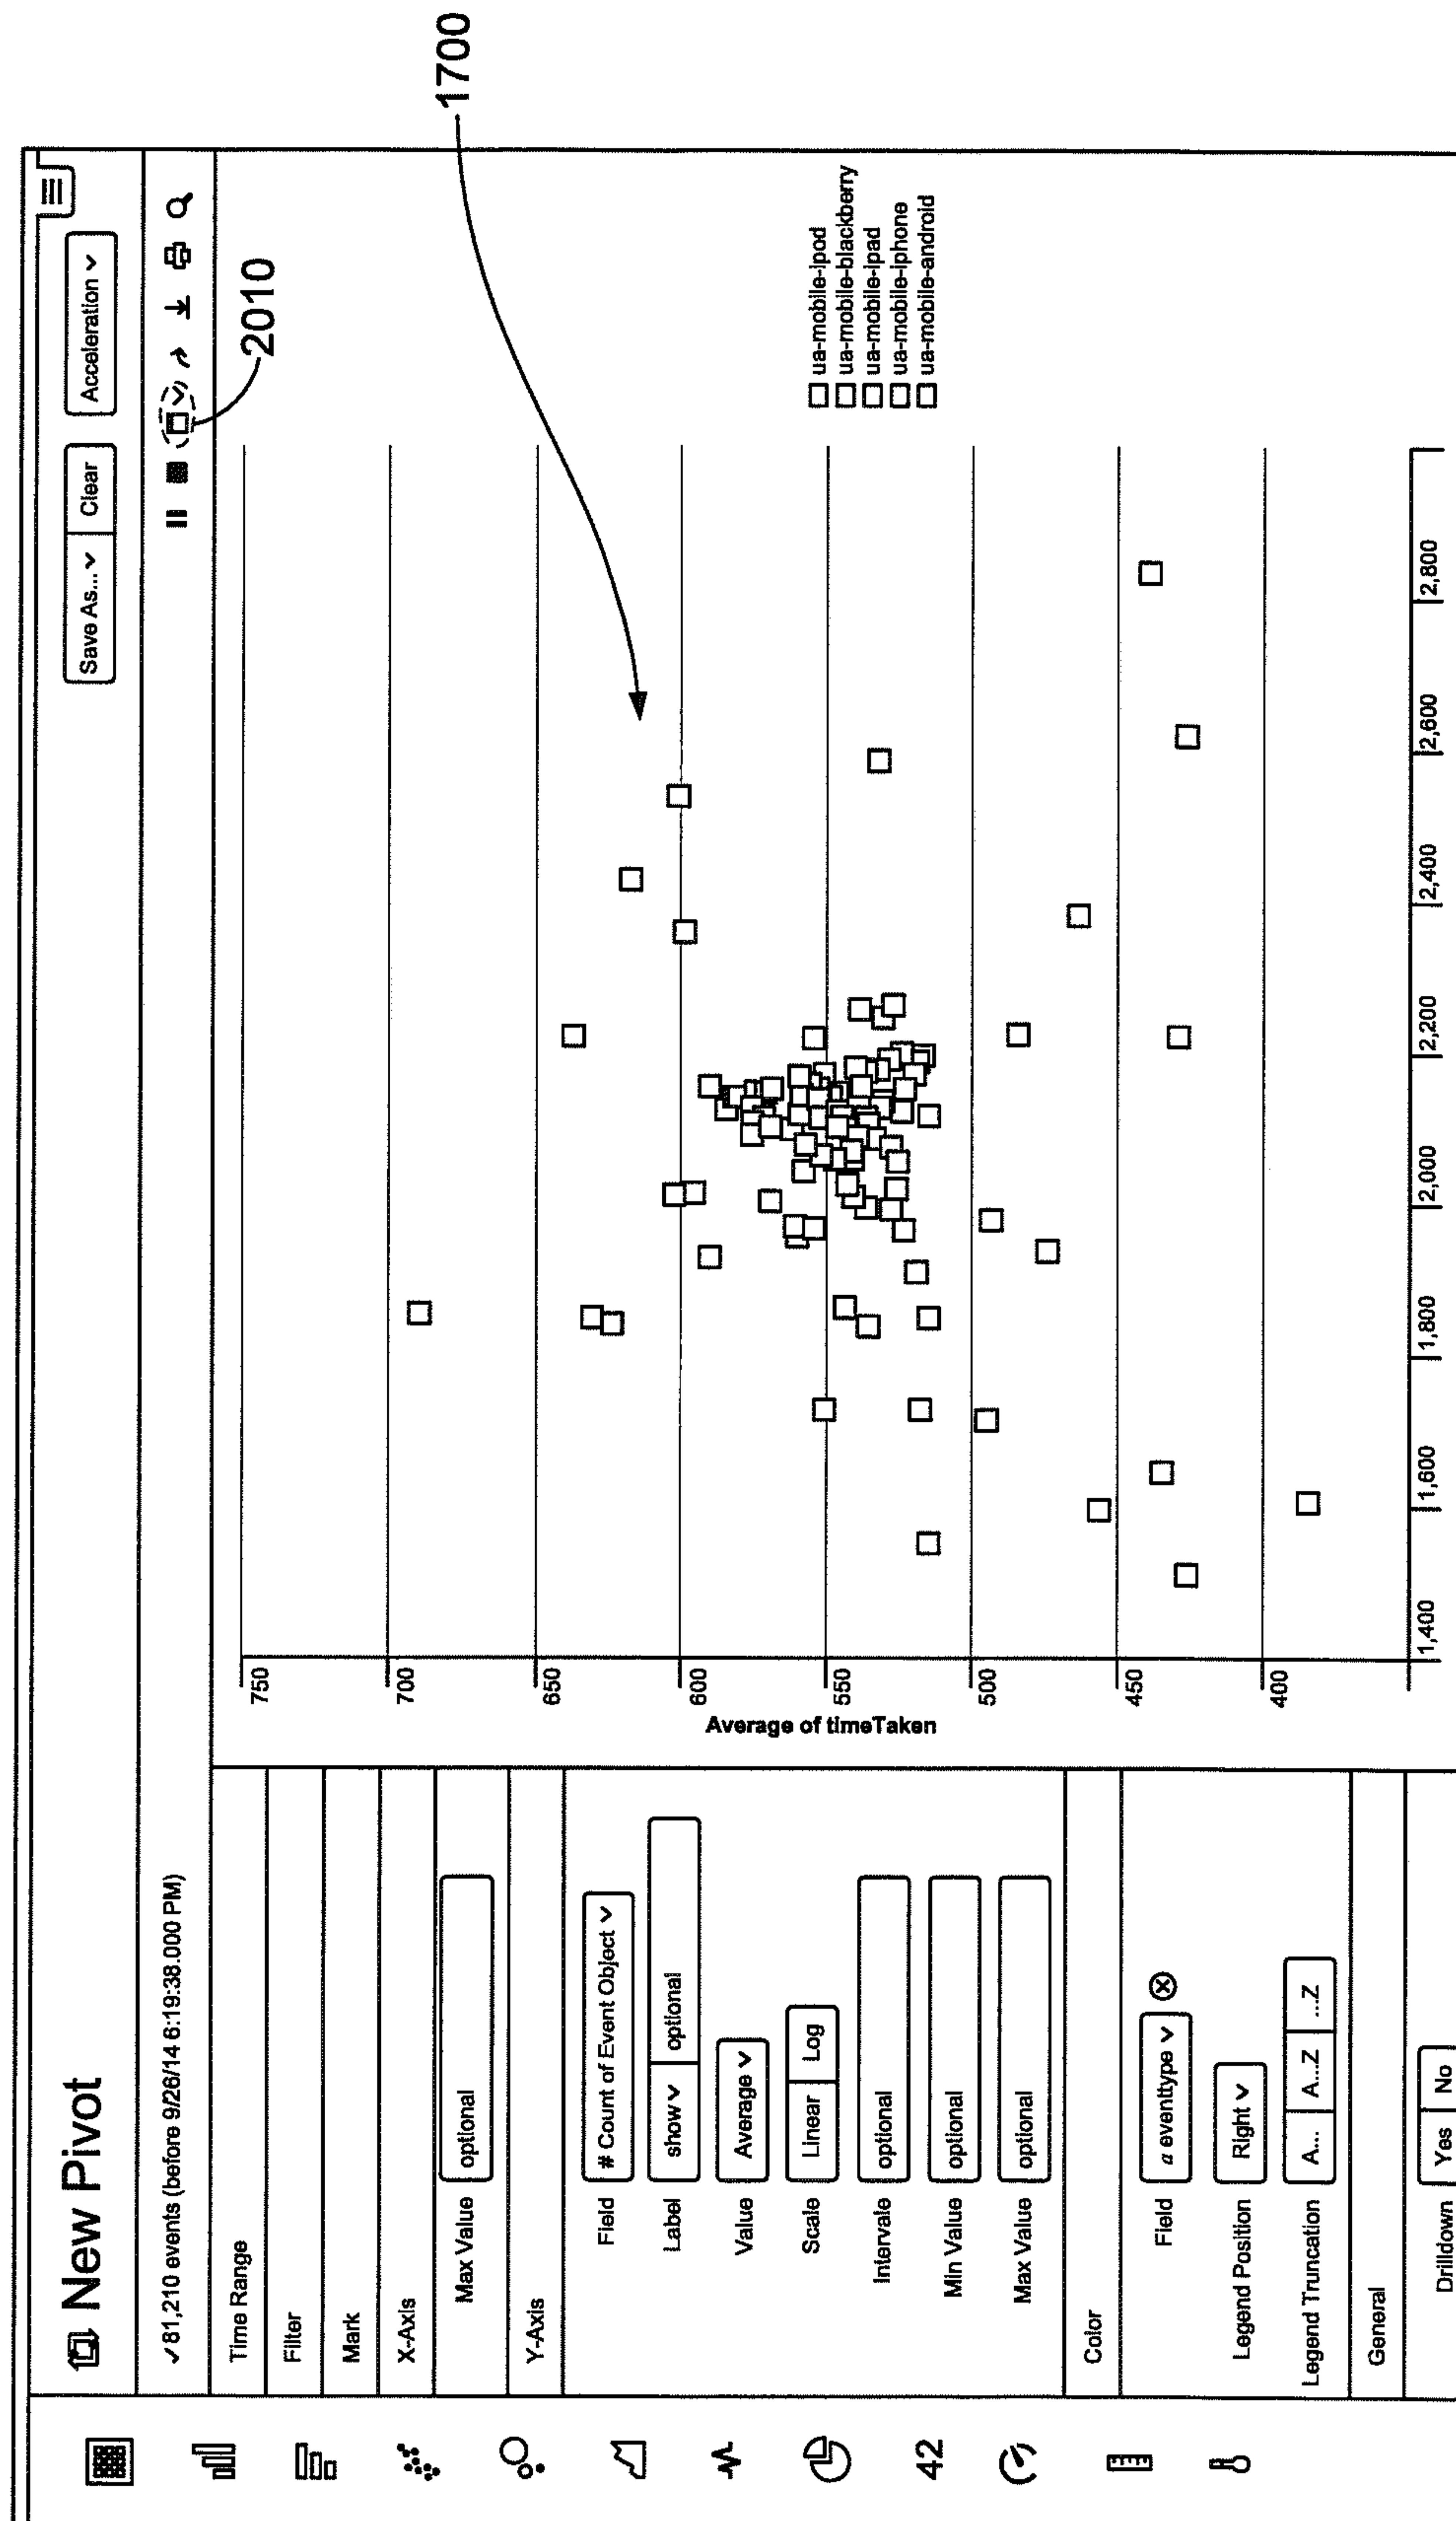 New Pivot
Save As... Clear
Acceleration
✓81,210 events (before 9/26/14 6:19:38.000 PM)
2010
1700
Time Range
Filter
Mark
X-Axis
Max Value optional
Y-Axis
Field # Count of Event Object
Label show optional
Value Average
Scale Linear Log
Intervale optional
Min Value optional
Max Value optional
Color
Field a eventtype
Legend Position Right
Legend Truncation A... A...Z ...Z
General
Drilldown Yes No
42
Average of timeTaken
750
700
650
600
550
500
450
400
1,400
1,600
1,800
2,000
2,200
2,400
2,600
2,800
ua-mobile-ipod
ua-mobile-blackberry
ua-mobile-ipad
ua-mobile-iphone
ua-mobile-android